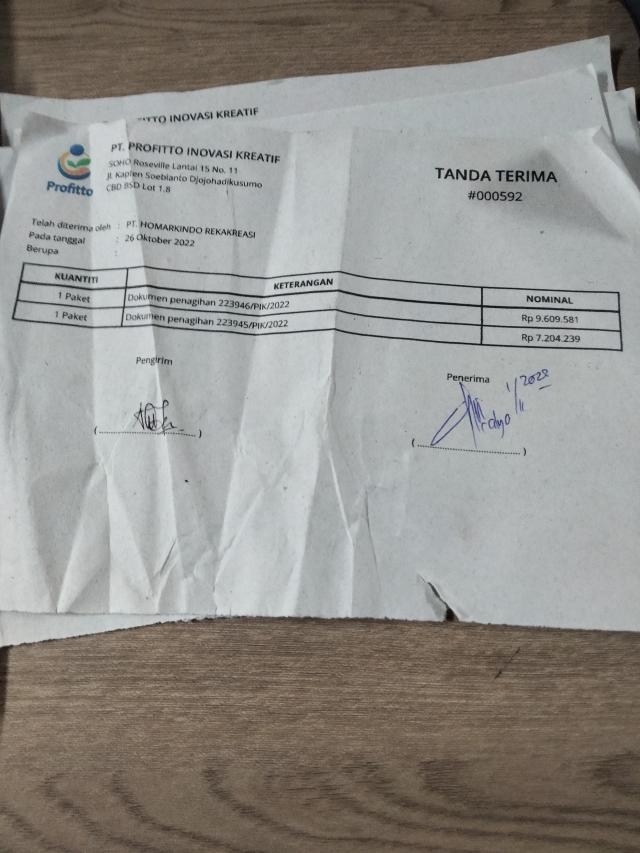 TTO INOVASI KREATIF
PT. PROFITTO INOVASI KREATIF
SOHO Roseville Lantai 15 No. 11
Jl. Kapten Soebianto Djojohadikusumo
CBD BSD Lot 1.8
Profitto
TANDA TERIMA
#000592
Telah diterima oleh : PT. HOMARKINDO REKAKREASI
Pada tanggal : 26 Oktober 2022
Berupa :
KUANTITI KETERANGAN NOMINAL
1 Paket Dokumen penagihan 223946/PIK/2022 Rp 9.609.581
1 Paket Dokumen penagihan 223945/PIK/2022 Rp 7.204.239
Pengirim
Penerima
1/11 2022
(........................)
(................................)